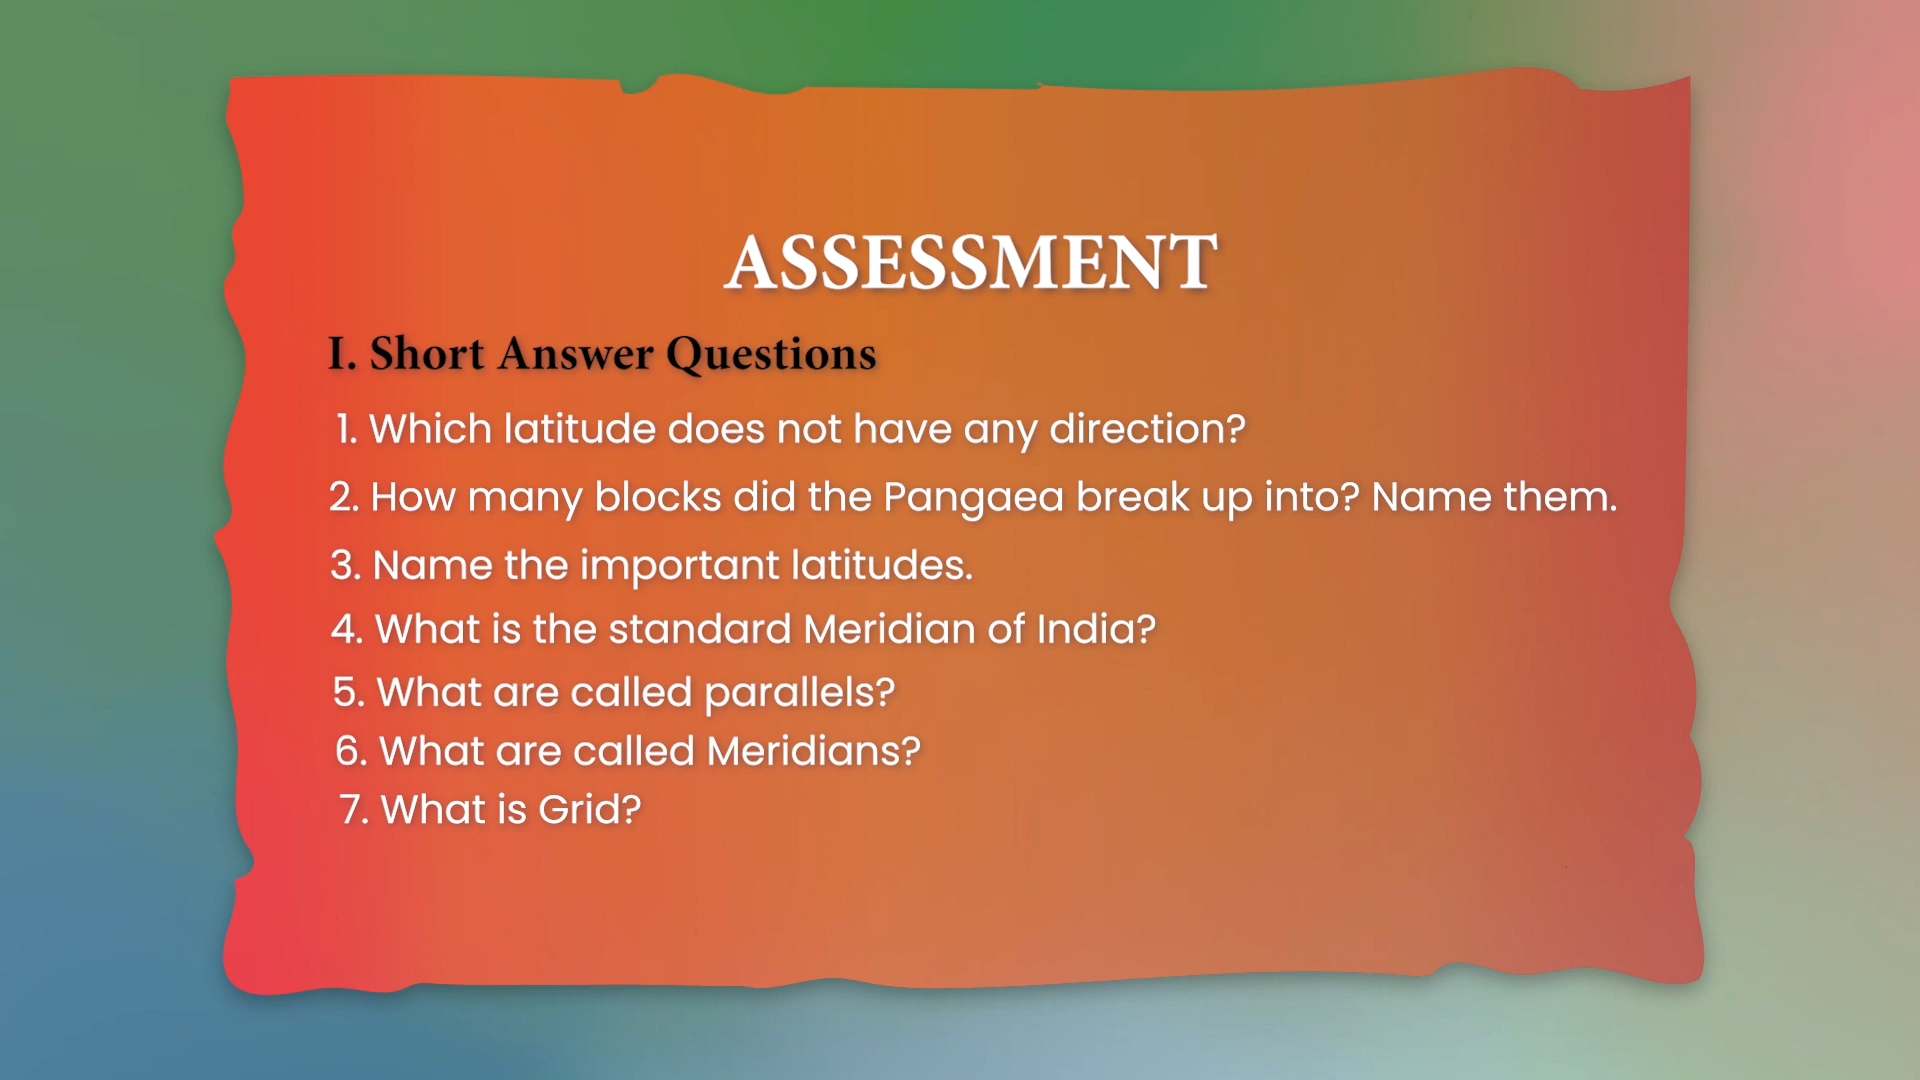 ASSESSMENT
I. Short Answer Questions
1. Which latitude does not have any direction?
2. How many blocks did the Pangaea break up into? Name them.
3. Name the important latitudes.
4. What is the standard Meridian of India?
5. What are called parallels?
6. What are called Meridians?
7. What is Grid?